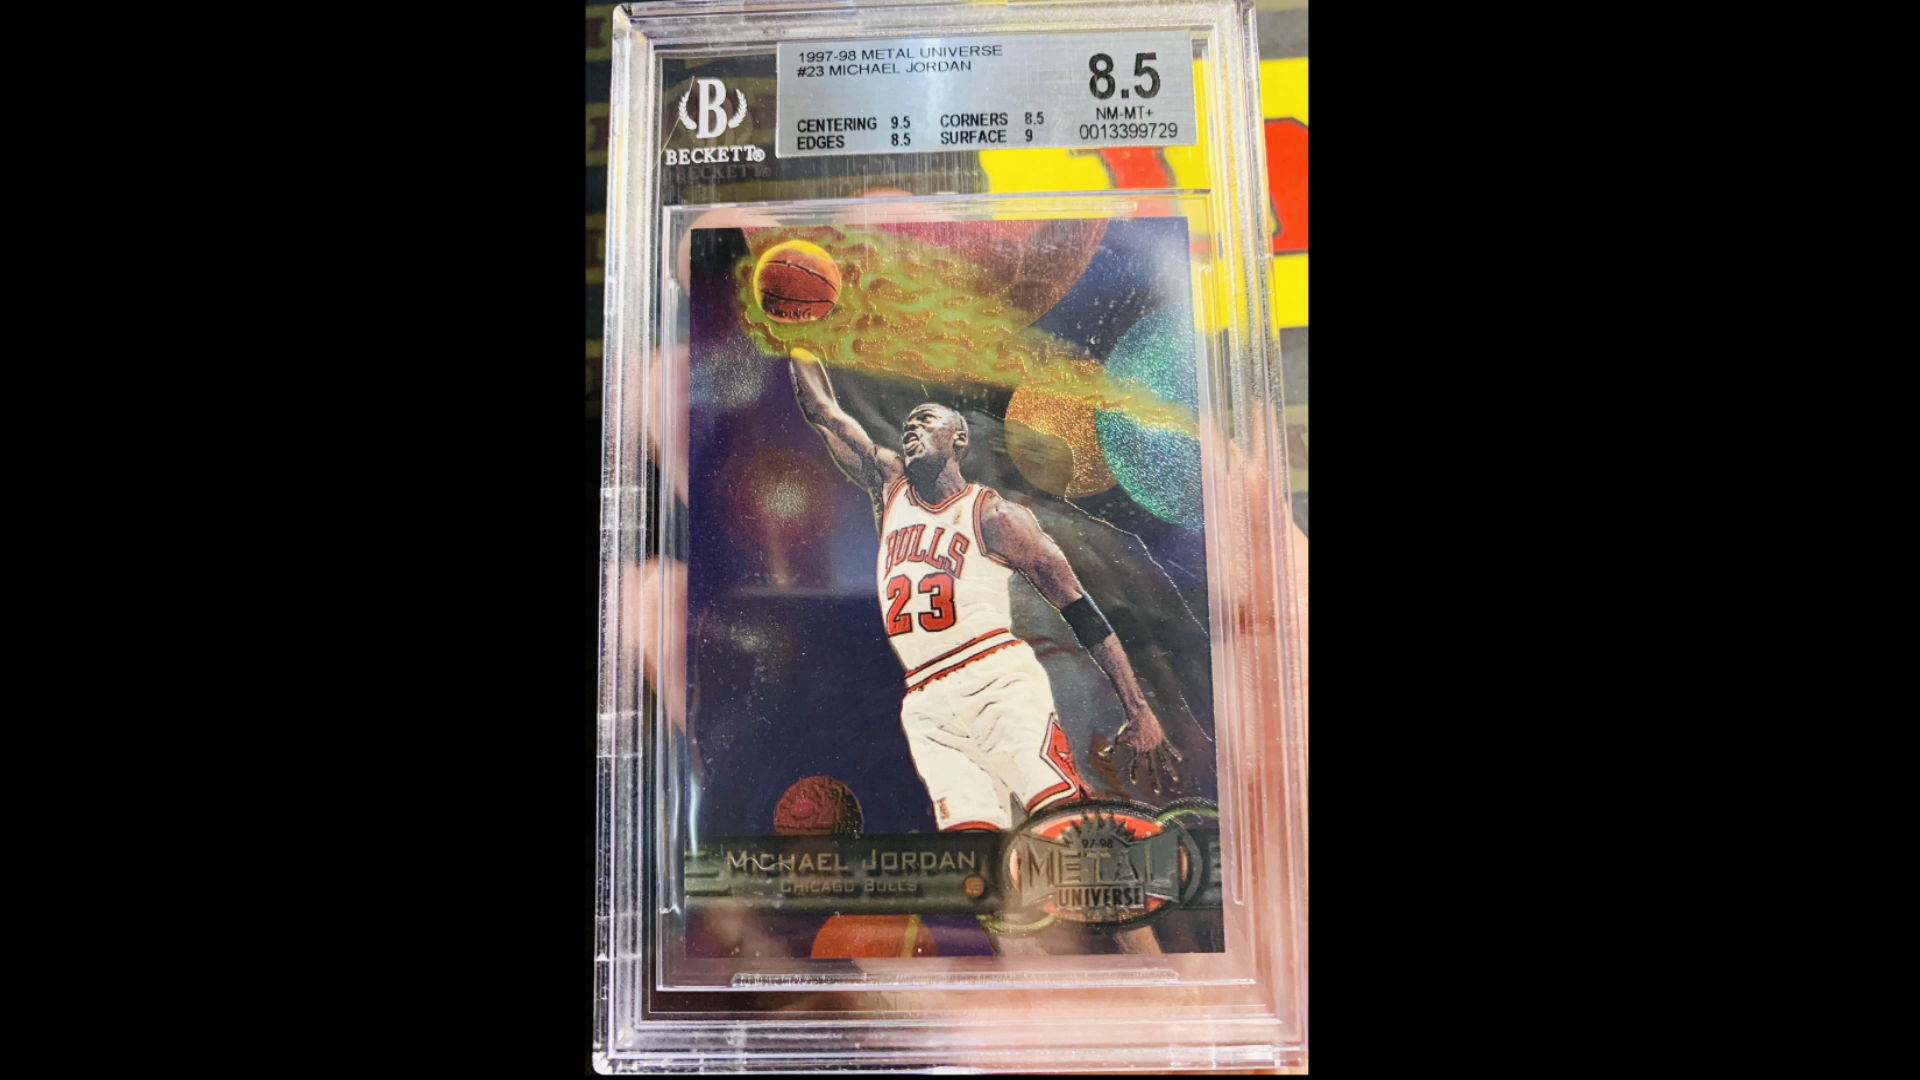 1997-98 METAL UNIVERSE
#23 MICHAEL JORDAN
8.5
NM-MT+
0013399729
CENTERING 9.5 CORNERS 8.5
EDGES 8.5 SURFACE 9
B
BECKETT®
BULLS
23
MICHAEL JORDAN
CHICAGO BULLS
97-98
METAL
UNIVERSE